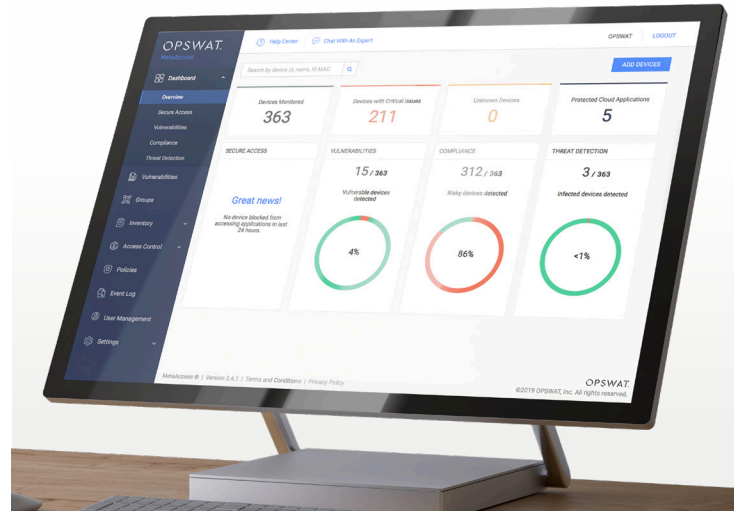 OPSWAT.
MetaAccess
Help Center
Chat With An Expert
OPSWAT
LOGOUT
Dashboard
Overview
Secure Access
Vulnerabilities
Compliance
Threat Detection
Vulnerabilities
Groups
Inventory
Access Control
Policies
Event Log
User Management
Settings
Search by device id, name, IP, MAC
ADD DEVICES
Devices Monitored
363
Devices with Critical Issues
211
Unknown Devices
0
Protected Cloud Applications
5
SECURE ACCESS
Great news!
No device blocked from
accessing applications in last
24 hours.
VULNERABILITIES
15 / 363
Vulnerable devices
detected
4%
COMPLIANCE
312 / 363
Risky devices detected
86%
THREAT DETECTION
3 / 363
Infected devices detected
<1%
MetaAccess ® | Version 2.4.1 | Terms and Conditions | Privacy Policy
OPSWAT.
©2019 OPSWAT, Inc. All rights reserved.